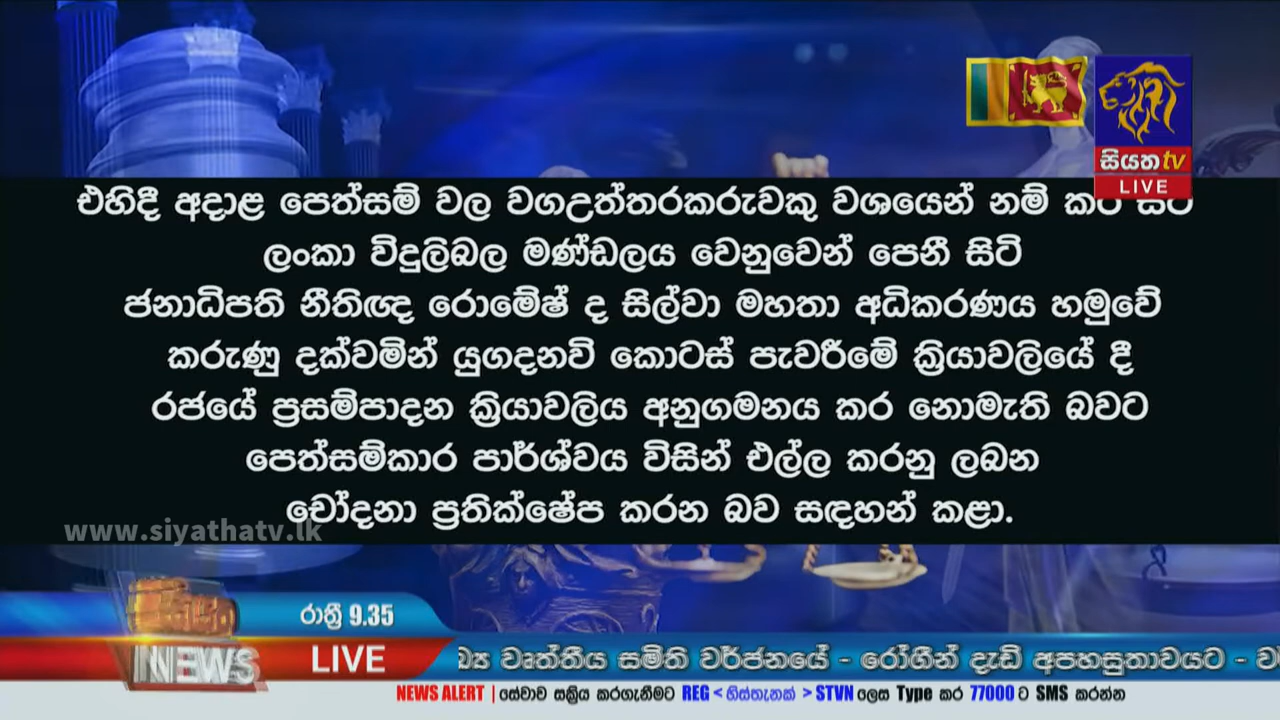 එහිදී අදාළ පෙත්සම් වල වගඋත්තරකරුවකු වශයෙන් නම් කර
ලංකා විදුලිබල මණ්ඩලය වෙනුවෙන් පෙනී සිටි
ජනාධිපති නීතිඥ රොමේෂ් ද සිල්වා මහතා අධිකරණය හමුවේ
කරුණු දක්වමින් යුගදනවි කොටස් පැවරීමේ ක්‍රියාවලියේ දී
රජයේ ප්‍රසම්පාදන ක්‍රියාවලිය අනුගමනය කර නොමැති බවට
පෙත්සම්කාර පාර්ශ්වය විසින් එල්ල කරනු ලබන
චෝදනා ප්‍රතික්ෂේප කරන බව සඳහන් කළා.
සියත tv
LIVE
www.siyathatv.lk
රාත්‍රී 9.35
NEWS
LIVE
වෘත්තීය සමිති වර්ජනයේ - රෝගීන් දැඩි අපහසුතාවයට -
NEWS ALERT | සේවාව සක්‍රිය කරගැනීමට REG < හිස්තැනක් > STVN ලෙස Type කර 77000 ට SMS කරන්න